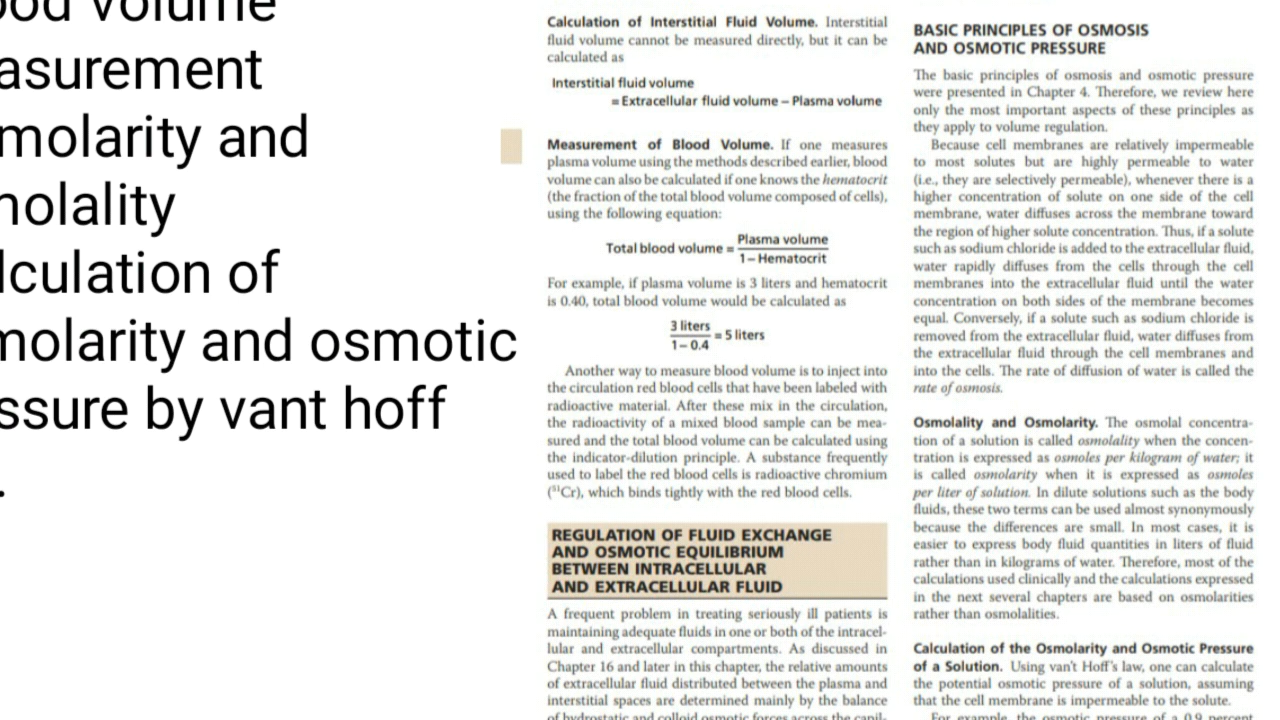 ood volume
asurement
molarity and
nolality
lculation of
molarity and osmotic
ssure by vant hoff
.
Calculation of Interstitial Fluid Volume. Interstitial
fluid volume cannot be measured directly, but it can be
calculated as
Interstitial fluid volume
= Extracellular fluid volume – Plasma volume
Measurement of Blood Volume. If one measures
plasma volume using the methods described earlier, blood
volume can also be calculated if one knows the hematocrit
(the fraction of the total blood volume composed of cells),
using the following equation:
Total blood volume = Plasma volume
1 – Hematocrit
For example, if plasma volume is 3 liters and hematocrit
is 0.40, total blood volume would be calculated as
3 liters
1 – 0.4 = 5 liters
Another way to measure blood volume is to inject into
the circulation red blood cells that have been labeled with
radioactive material. After these mix in the circulation,
the radioactivity of a mixed blood sample can be mea-
sured and the total blood volume can be calculated using
the indicator-dilution principle. A substance frequently
used to label the red blood cells is radioactive chromium
(⁵¹Cr), which binds tightly with the red blood cells.
REGULATION OF FLUID EXCHANGE
AND OSMOTIC EQUILIBRIUM
BETWEEN INTRACELLULAR
AND EXTRACELLULAR FLUID
A frequent problem in treating seriously ill patients is
maintaining adequate fluids in one or both of the intracel-
lular and extracellular compartments. As discussed in
Chapter 16 and later in this chapter, the relative amounts
of extracellular fluid distributed between the plasma and
interstitial spaces are determined mainly by the balance
of hydrostatic and colloid osmotic forces across the capil-
BASIC PRINCIPLES OF OSMOSIS
AND OSMOTIC PRESSURE
The basic principles of osmosis and osmotic pressure
were presented in Chapter 4. Therefore, we review here
only the most important aspects of these principles as
they apply to volume regulation.
Because cell membranes are relatively impermeable
to most solutes but are highly permeable to water
(i.e., they are selectively permeable), whenever there is a
higher concentration of solute on one side of the cell
membrane, water diffuses across the membrane toward
the region of higher solute concentration. Thus, if a solute
such as sodium chloride is added to the extracellular fluid,
water rapidly diffuses from the cells through the cell
membranes into the extracellular fluid until the water
concentration on both sides of the membrane becomes
equal. Conversely, if a solute such as sodium chloride is
removed from the extracellular fluid, water diffuses from
the extracellular fluid through the cell membranes and
into the cells. The rate of diffusion of water is called the
rate of osmosis.
Osmolality and Osmolarity. The osmolal concentra-
tion of a solution is called osmolality when the concen-
tration is expressed as osmoles per kilogram of water; it
is called osmolarity when it is expressed as osmoles
per liter of solution. In dilute solutions such as the body
fluids, these two terms can be used almost synonymously
because the differences are small. In most cases, it is
easier to express body fluid quantities in liters of fluid
rather than in kilograms of water. Therefore, most of the
calculations used clinically and the calculations expressed
in the next several chapters are based on osmolarities
rather than osmolalities.
Calculation of the Osmolarity and Osmotic Pressure
of a Solution. Using van't Hoff's law, one can calculate
the potential osmotic pressure of a solution, assuming
that the cell membrane is impermeable to the solute.
For example, the osmotic pressure of a 0.9 percent